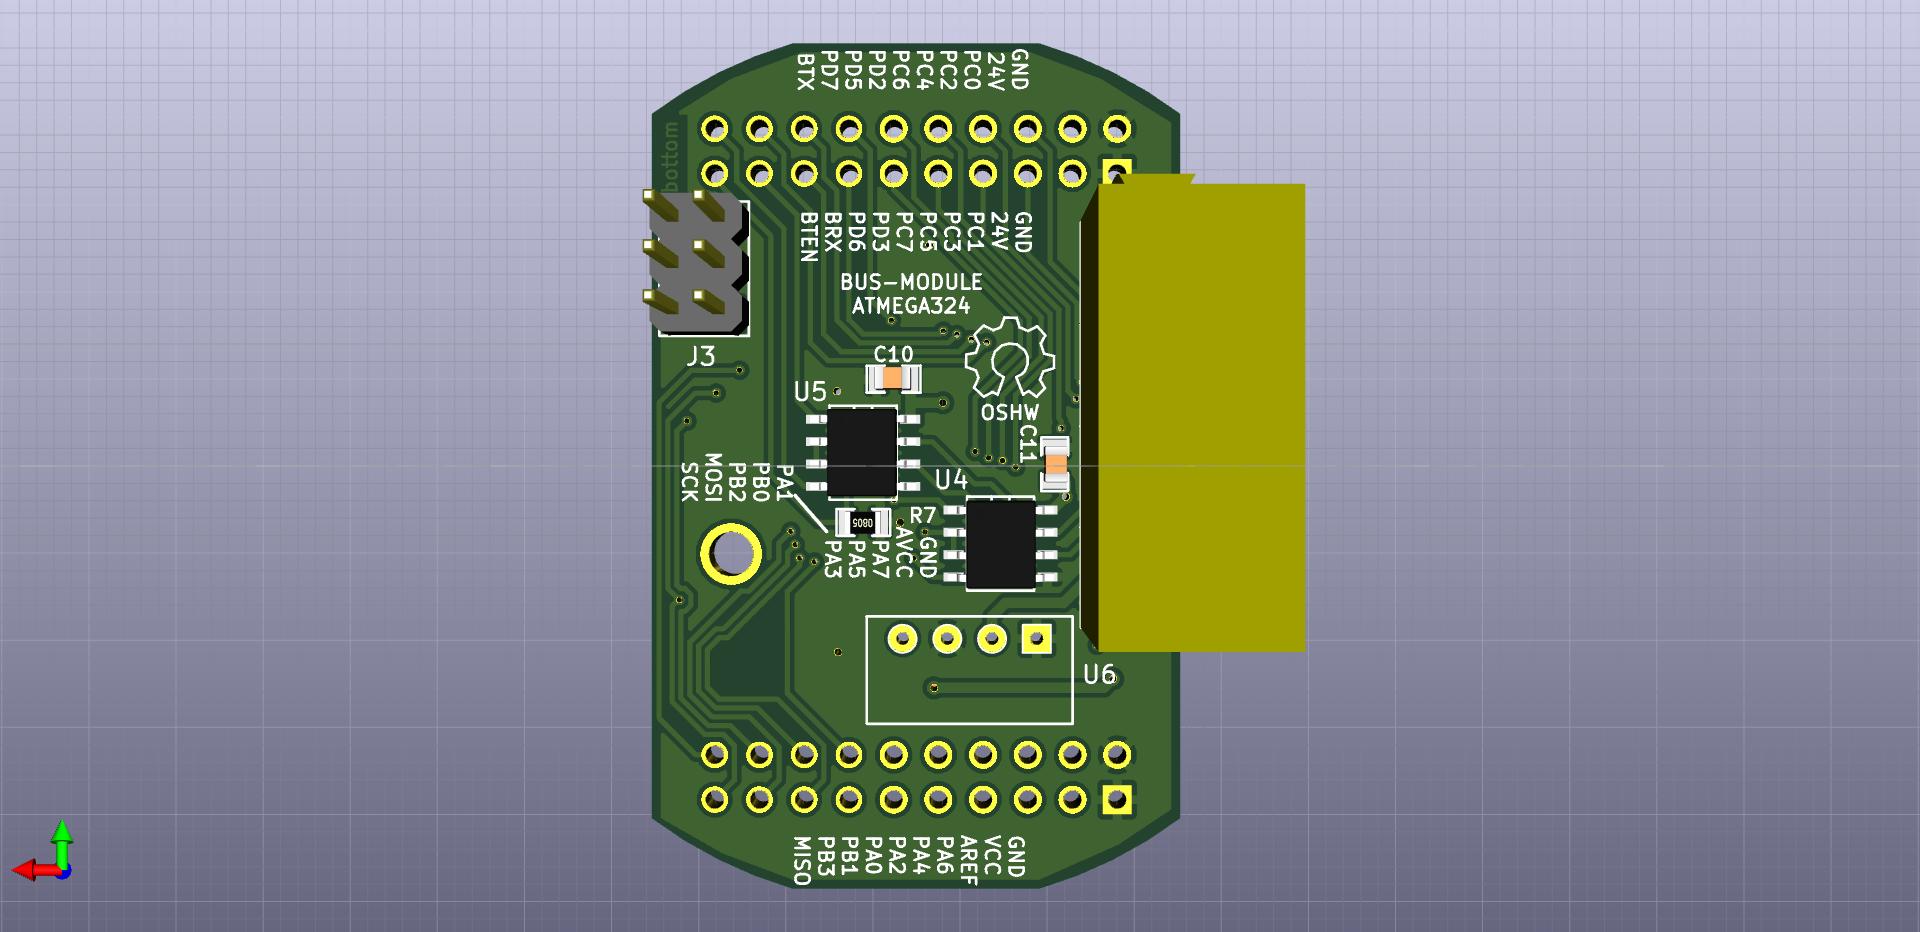 BTX
PD7
PD5
PD2
PC6
PC4
PC2
PC0
24V
GND
bottom
BTEN
BRX
PD6
PD3
PC7
PC5
PC3
PC1
24V
GND
BUS-MODULE
ATMEGA324
J3
C10
U5
OSHW
C11
SCK
MOSI
PB2
PB0
PA1
U4
0805
R7
PA3
PA5
PA7
AVCC
GND
U6
MISO
PB3
PB1
PA0
PA2
PA4
PA6
AREF
VCC
GND